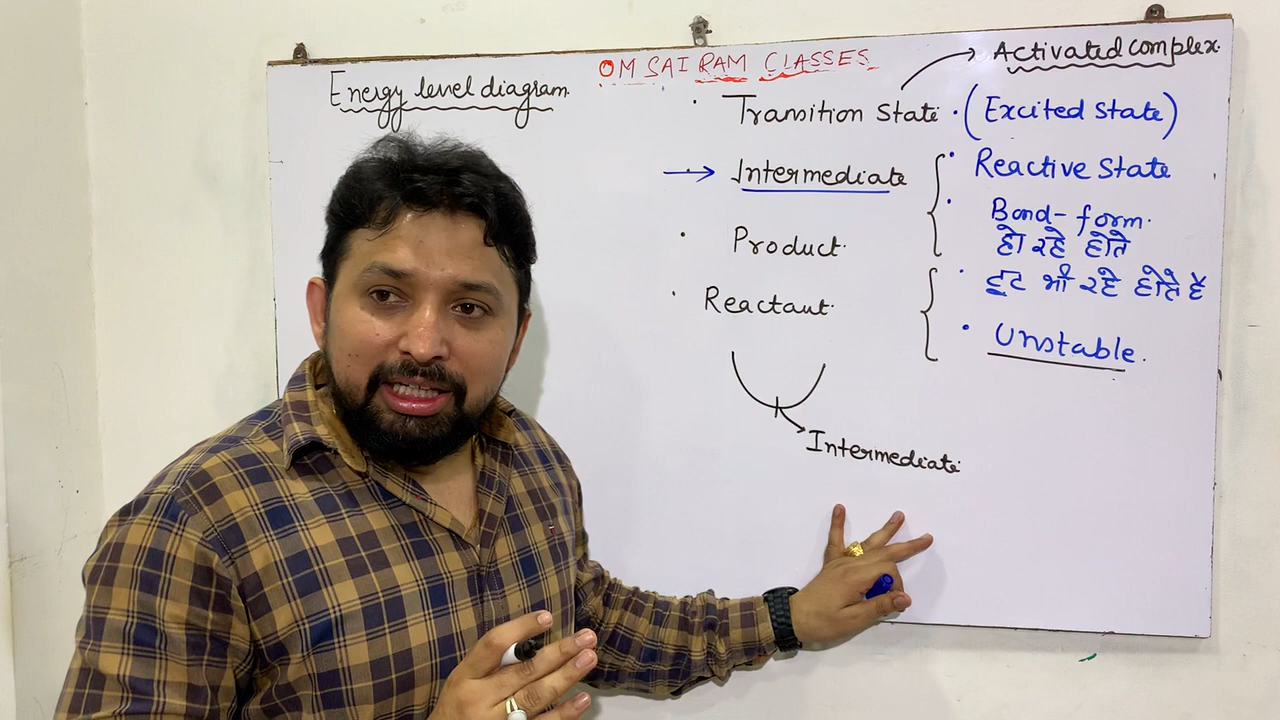 OM SAI RAM CLASSES
Energy level diagram
Activated complex.
Transition State. (Excited State)
Intermediate
Reactive State
Bond-form.
हो रहे होते
Product.
टूट भी रहे होते है
Reactant.
Unstable.
Intermediate